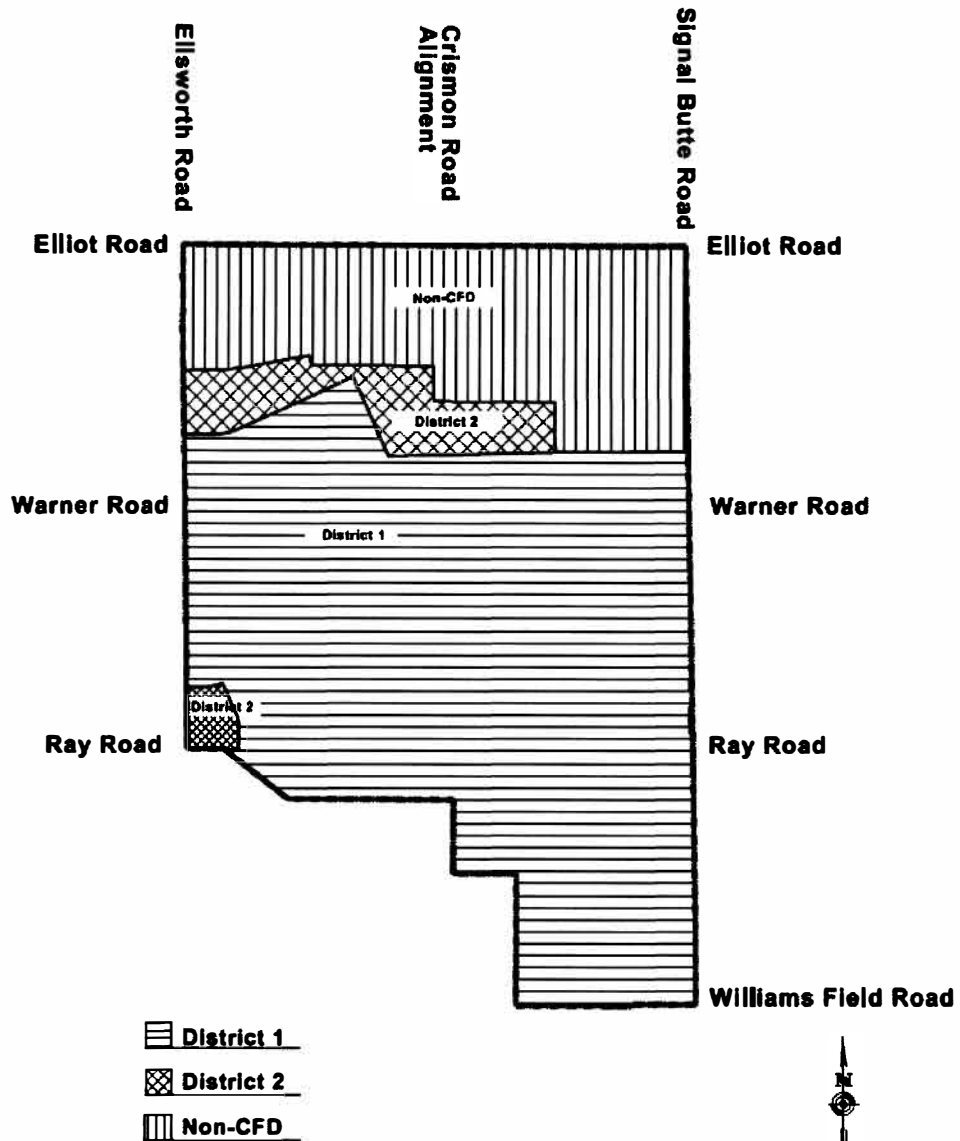 Ellsworth Road
Crismon Road
Alignment
Signal Butte Road
Elliot Road
Elliot Road
Non-CFD
District 2
Warner Road
Warner Road
District 1
District 2
Ray Road
Ray Road
Williams Field Road
District 1
District 2
Non-CFD
N